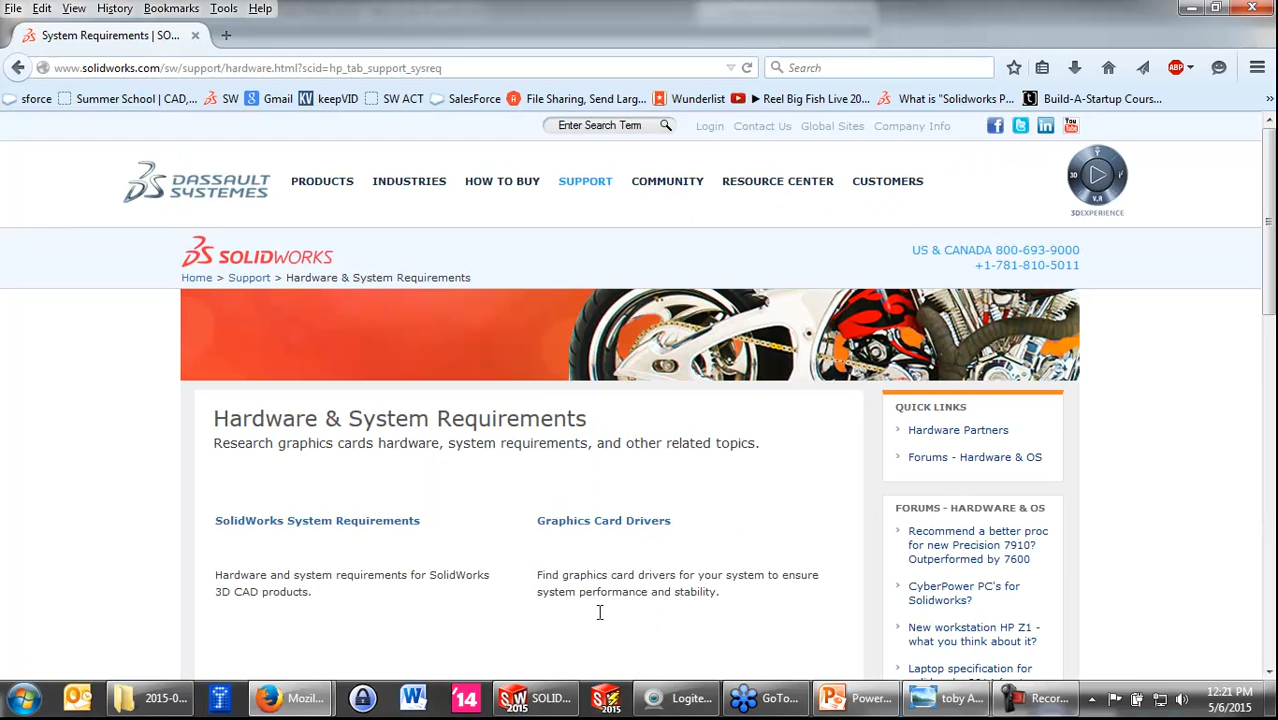 File Edit View History Bookmarks Tools Help
System Requirements | SO...
www.solidworks.com/sw/support/hardware.html?scid=hp_tab_support_sysreq
Search
ABP
sforce Summer School | CAD,... SW Gmail KV keepVID SW ACT SalesForce File Sharing, Send Larg... Wunderlist ▶ Reel Big Fish Live 20... What is "Solidworks P... Build-A-Startup Cours...
Enter Search Term Login Contact Us Global Sites Company Info
DASSAULT SYSTEMES
PRODUCTS INDUSTRIES HOW TO BUY SUPPORT COMMUNITY RESOURCE CENTER CUSTOMERS
3D
V.R
3DEXPERIENCE
SOLIDWORKS
US & CANADA 800-693-9000
+1-781-810-5011
Home > Support > Hardware & System Requirements
Hardware & System Requirements
Research graphics cards hardware, system requirements, and other related topics.
SolidWorks System Requirements
Hardware and system requirements for SolidWorks
3D CAD products.
Graphics Card Drivers
Find graphics card drivers for your system to ensure
system performance and stability.
QUICK LINKS
Hardware Partners
Forums - Hardware & OS
FORUMS - HARDWARE & OS
Recommend a better proc
for new Precision 7910?
Outperformed by 7600
CyberPower PC's for
Solidworks?
New workstation HP Z1 -
what you think about it?
Laptop specification for
2015-0... Mozil... '14 SOLID... Logite... GoTo... Power... toby A... Recor...
12:21 PM
5/6/2015